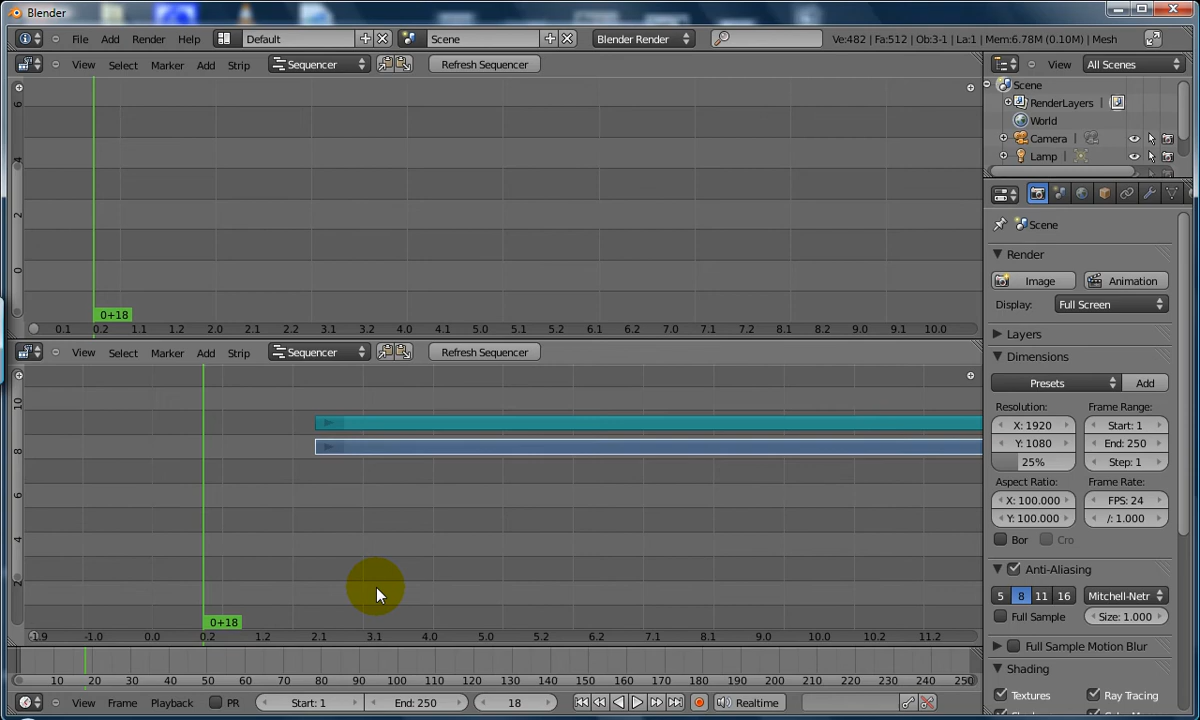 Blender
File Add Render Help Default Scene Blender Render Ve:482 | Fa:512 | Ob:3-1 | La:1 | Mem:6.78M (0.10M) | Mesh
View Select Marker Add Strip Sequencer Refresh Sequencer
View All Scenes
Scene
RenderLayers
World
Camera
Lamp
6
4
2
0
0+18
0.1 0.2 1.1 1.2 2.0 2.1 2.2 3.1 3.2 4.0 4.1 5.0 5.1 6.1 6.2 7.0 7.1 8.1 8.2 9.0 9.1 10.0
View Select Marker Add Strip Sequencer Refresh Sequencer
10
8
6
4
2
0+18
-1.9 -1.0 0.0 0.2 1.2 2.1 3.1 4.0 5.0 5.2 6.2 7.1 8.1 9.0 10.0 10.2 11.2
10 20 30 40 50 60 70 80 90 100 110 120 130 140 150 160 170 180 190 200 210 220 230 240 250
View Frame Playback PR Start: 1 End: 250 18 Realtime
Scene
Render
Image Animation
Display: Full Screen
Layers
Dimensions
Presets Add
Resolution: Frame Range:
X: 1920 Start: 1
Y: 1080 End: 250
25% Step: 1
Aspect Ratio: Frame Rate:
X: 100.000 FPS: 24
Y: 100.000 /: 1.000
Bor Cro
Anti-Aliasing
5 8 11 16 Mitchell-Netr
Full Sample Size: 1.000
Full Sample Motion Blur
Shading
Textures Ray Tracing